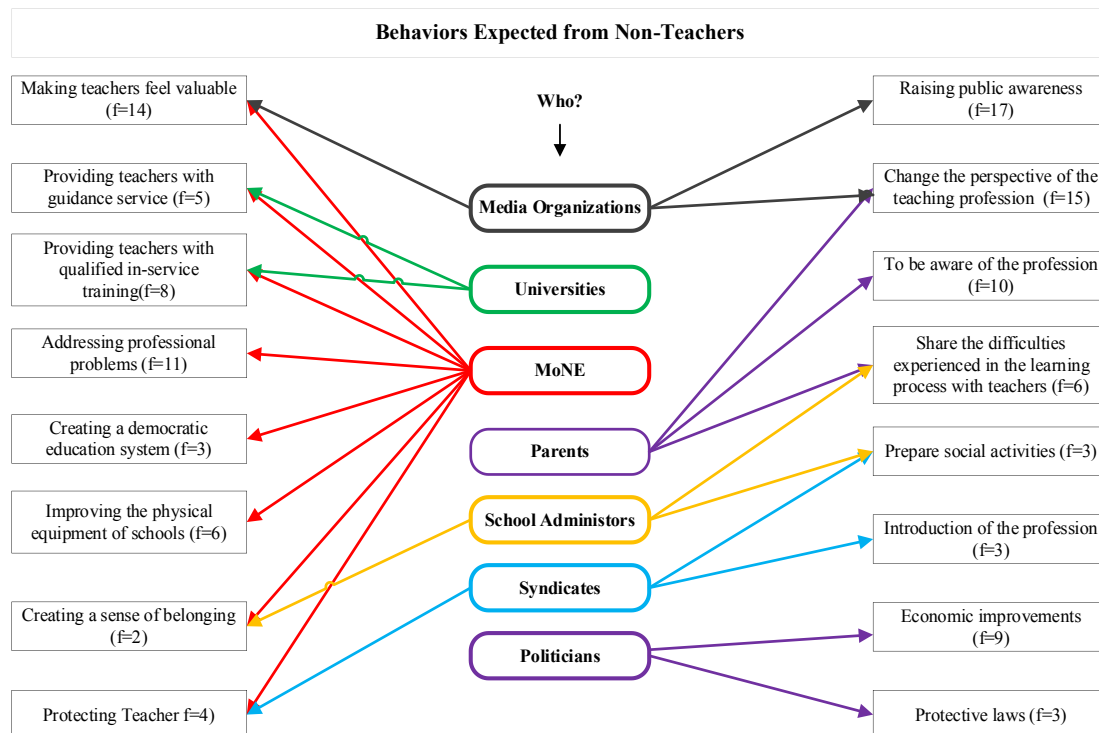 Behaviors Expected from Non-Teachers
Making teachers feel valuable
(f=14)
Providing teachers with
guidance service (f=5)
Providing teachers with
qualified in-service
training(f=8)
Addressing professional
problems (f=11)
Creating a democratic
education system (f=3)
Improving the physical
equipment of schools (f=6)
Creating a sense of belonging
(f=2)
Protecting Teacher f=4)
Who?
Media Organizations
Universities
MoNE
Parents
School Administors
Syndicates
Politicians
Raising public awareness
(f=17)
Change the perspective of the
teaching profession (f=15)
To be aware of the profession
(f=10)
Share the difficulties
experienced in the learning
process with teachers (f=6)
Prepare social activities (f=3)
Introduction of the profession
(f=3)
Economic improvements
(f=9)
Protective laws (f=3)